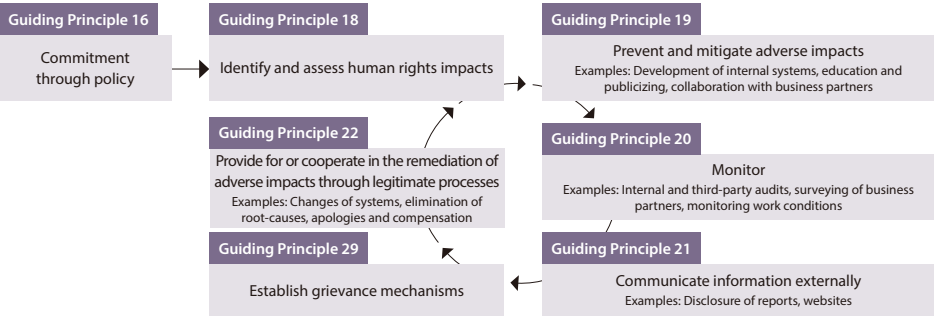 Guiding Principle 16
Commitment
through policy
Guiding Principle 18
Identify and assess human rights impacts
Guiding Principle 19
Prevent and mitigate adverse impacts
Examples: Development of internal systems, education and
publicizing, collaboration with business partners
Guiding Principle 20
Monitor
Examples: Internal and third-party audits, surveying of business
partners, monitoring work conditions
Guiding Principle 21
Communicate information externally
Examples: Disclosure of reports, websites
Guiding Principle 29
Establish grievance mechanisms
Guiding Principle 22
Provide for or cooperate in the remediation of
adverse impacts through legitimate processes
Examples: Changes of systems, elimination of
root-causes, apologies and compensation